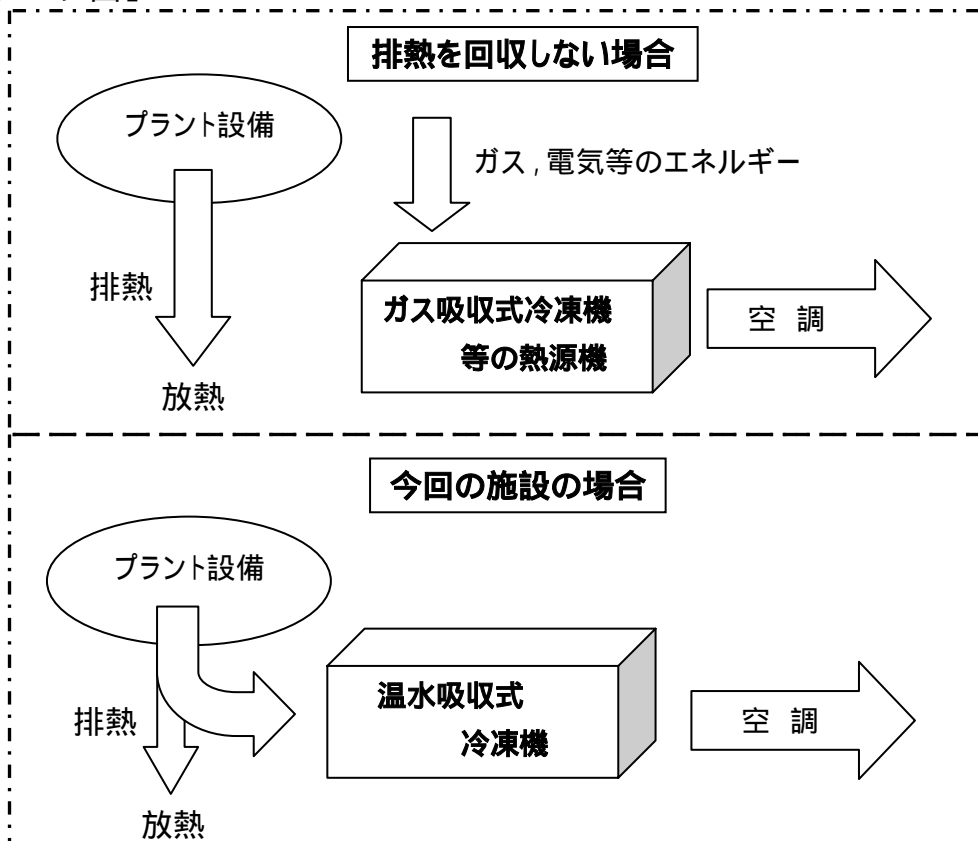 排熱を回収しない場合
プラント設備
ガス,電気等のエネルギー
排熱
ガス吸収式冷凍機
等の熱源機
空 調
放熱
今回の施設の場合
プラント設備
温水吸収式
冷凍機
排熱
空 調
放熱